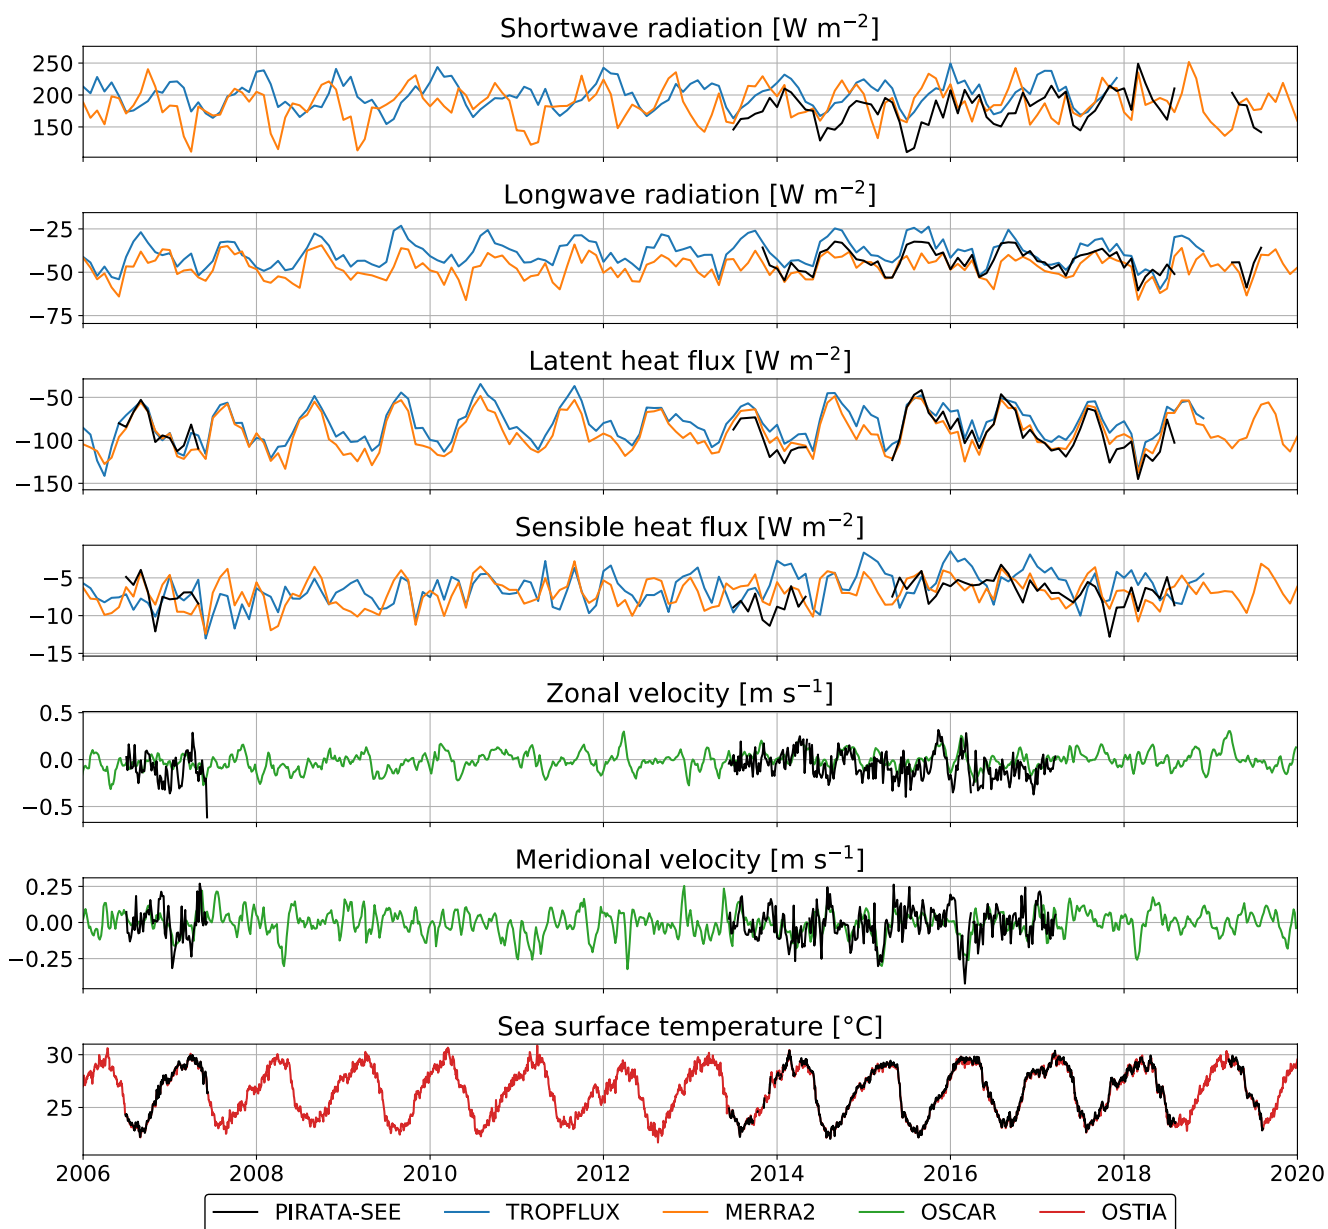 Shortwave radiation [W m⁻²]
250
200
150
Longwave radiation [W m⁻²]
−25
−50
−75
Latent heat flux [W m⁻²]
−50
−100
−150
Sensible heat flux [W m⁻²]
−5
−10
−15
Zonal velocity [m s⁻¹]
0.5
0.0
−0.5
Meridional velocity [m s⁻¹]
0.25
0.00
−0.25
Sea surface temperature [°C]
30
25
2006 2008 2010 2012 2014 2016 2018 2020
PIRATA-SEE TROPFLUX MERRA2 OSCAR OSTIA